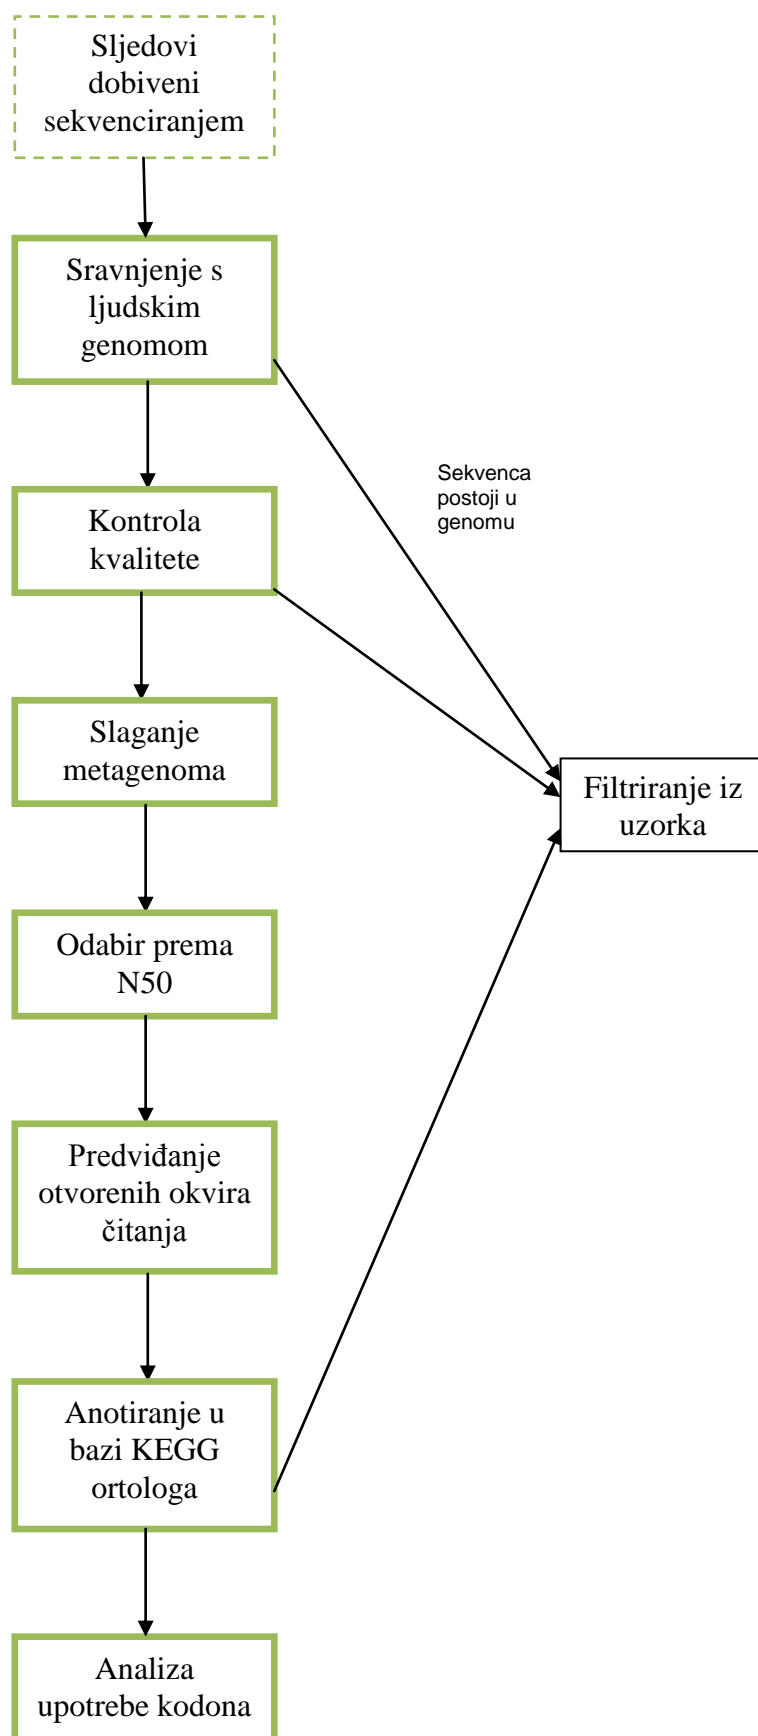 Sljedovi
dobiveni
sekvenciranjem
Sravnjenje s
ljudskim
genomom
Sekvenca
postoji u
genomu
Kontrola
kvalitete
Slaganje
metagenoma
Filtriranje iz
uzorka
Odabir prema
N50
Predviđanje
otvorenih okvira
čitanja
Anotiranje u
bazi KEGG
ortologa
Analiza
upotrebe kodona